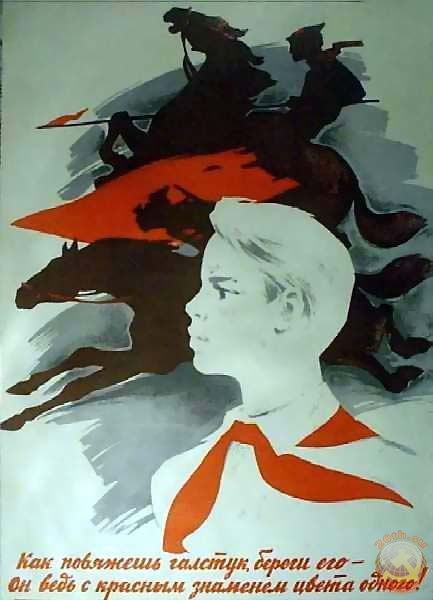 Как повяжешь галстук, береги его –
Он ведь с красным знаменем цвета одного!